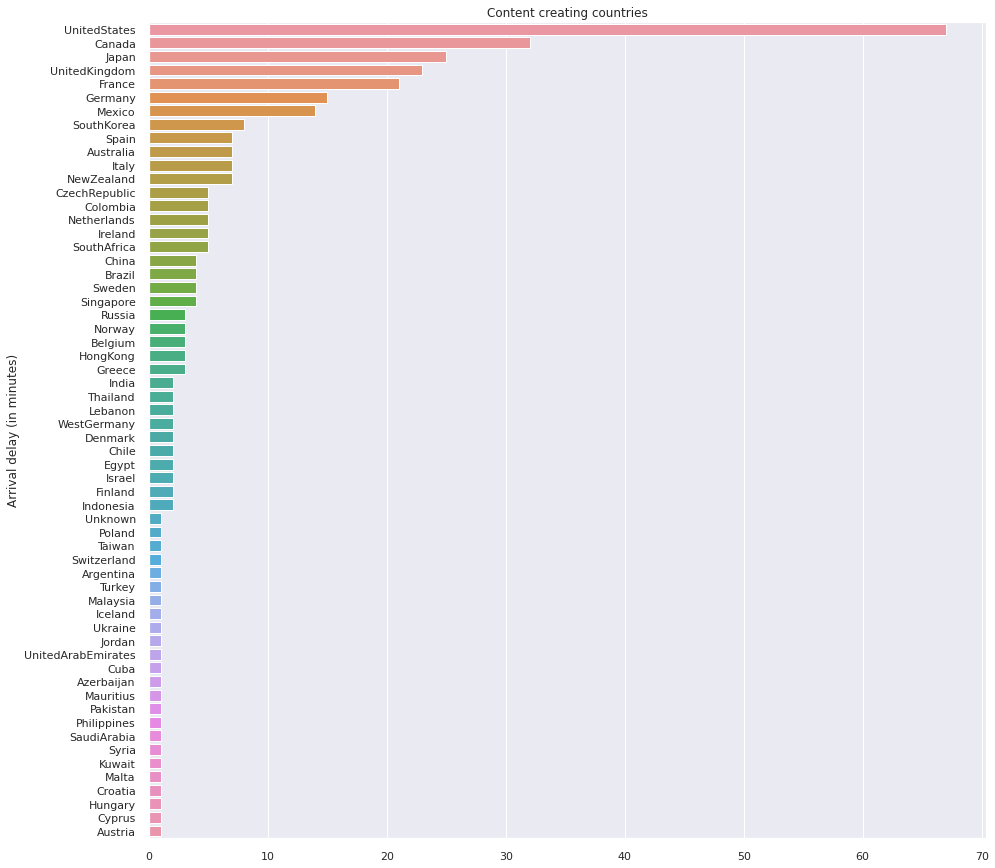 Content creating countries
Arrival delay (in minutes)
UnitedStates
Canada
Japan
UnitedKingdom
France
Germany
Mexico
SouthKorea
Spain
Australia
Italy
NewZealand
CzechRepublic
Colombia
Netherlands
Ireland
SouthAfrica
China
Brazil
Sweden
Singapore
Russia
Norway
Belgium
HongKong
Greece
India
Thailand
Lebanon
WestGermany
Denmark
Chile
Egypt
Israel
Finland
Indonesia
Unknown
Poland
Taiwan
Switzerland
Argentina
Turkey
Malaysia
Iceland
Ukraine
Jordan
UnitedArabEmirates
Cuba
Azerbaijan
Mauritius
Pakistan
Philippines
SaudiArabia
Syria
Kuwait
Malta
Croatia
Hungary
Cyprus
Austria
0 10 20 30 40 50 60 70